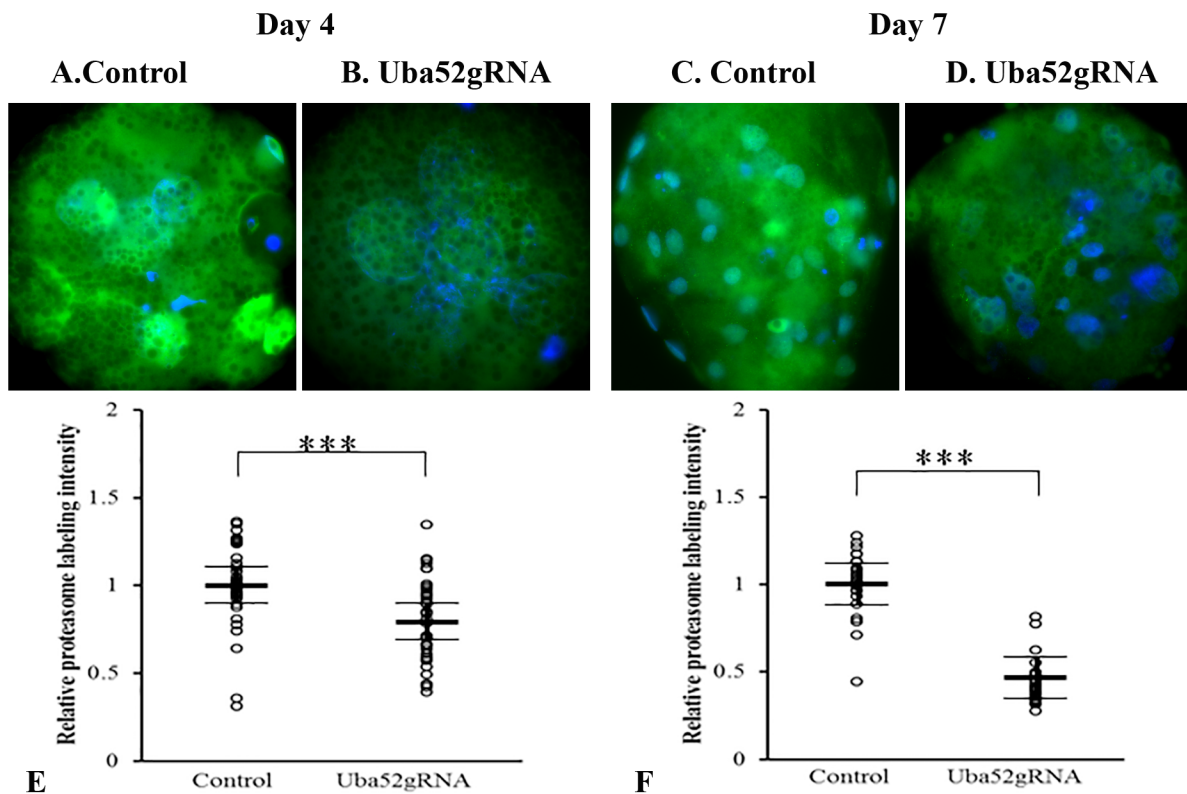 Day 4
Day 7
A.Control
B. Uba52gRNA
C. Control
D. Uba52gRNA
Relative proteasome labeling intensity
2
1.5
1
0.5
0
***
Control
Uba52gRNA
E
Relative proteasome labeling intensity
2
1.5
1
0.5
0
***
Control
Uba52gRNA
F